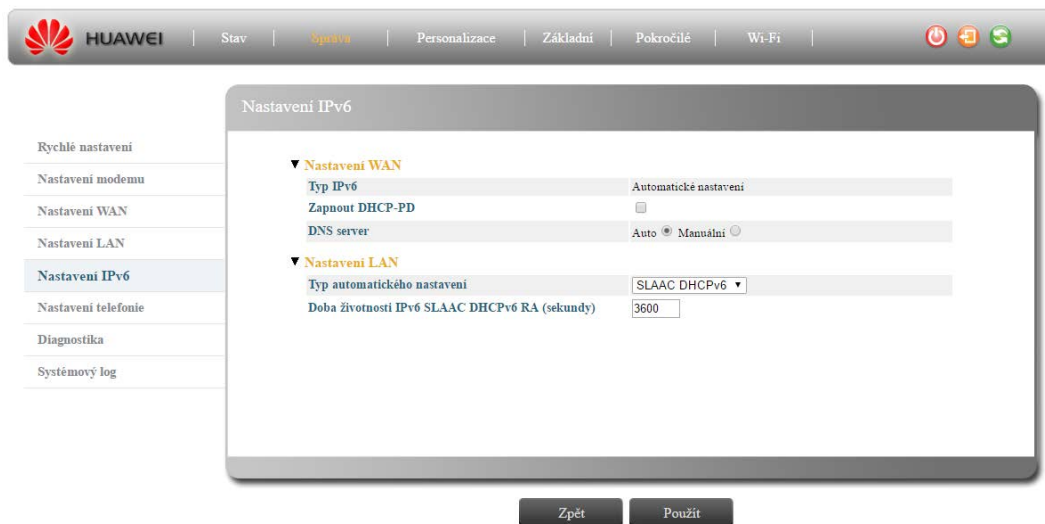 HUAWEI | Stav | Správa | Personalizace | Základní | Pokročilé | Wi-Fi |
Nastavení IPv6
Rychlé nastavení
Nastavení modemu
Nastavení WAN
Nastavení LAN
Nastavení IPv6
Nastavení telefonie
Diagnostika
Systémový log
Nastavení WAN
Typ IPv6 Automatické nastavení
Zapnout DHCP-PD
DNS server Auto Manuální
Nastavení LAN
Typ automatického nastavení SLAAC DHCPv6
Doba životnosti IPv6 SLAAC DHCPv6 RA (sekundy) 3600
Zpět Použít